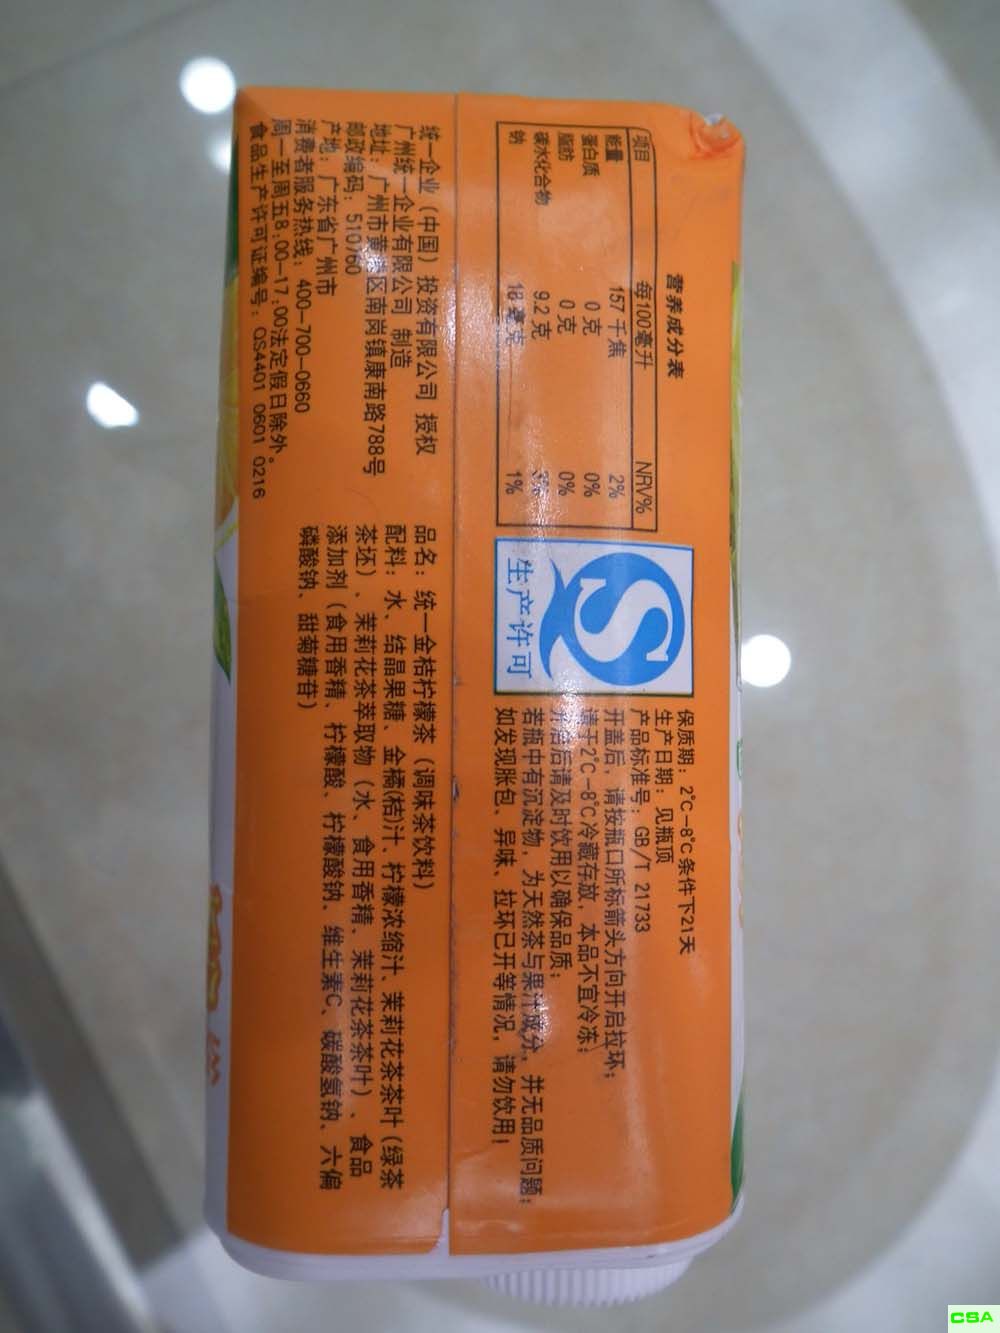 营养成分表
项目 每100毫升 NRV%
能量 157 千焦 2%
蛋白质 0 克 0%
脂肪 0 克 0%
碳水化合物 9.2 克 3%
钠 18 毫克 1%
生产许可
保质期：2℃-8℃条件下21天
生产日期：见瓶顶
产品标准号：GB/T 21733
开盖后，请按瓶口所标箭头方向开启拉环；
请于2℃-8℃冷藏存放，本品不宜冷冻；
开启后请及时饮用以确保品质；
若瓶中有沉淀物，为天然茶与果汁成分，并无品质问题；
如发现胀包、异味、拉环已开等情况，请勿饮用！
统一企业（中国）投资有限公司 授权
广州统一企业有限公司 制造
地址：广州市黄埔区南岗镇康南路788号
邮政编码：510760
产地：广东省广州市
消费者服务热线：400-700-0660
周一至周五8:00-17:00法定假日除外。
食品生产许可证编号：QS4401 0601 0216
品名：统一金桔柠檬茶（调味茶饮料）
配料：水、结晶果糖、金橘(桔)汁、柠檬浓缩汁、茉莉花茶茶叶（绿茶
茶坯）、茉莉花茶萃取物（水、食用香精、茉莉花茶茶叶）、食品
添加剂（食用香精、柠檬酸、柠檬酸钠、维生素C、碳酸氢钠、六偏
磷酸钠、甜菊糖苷）
CSA